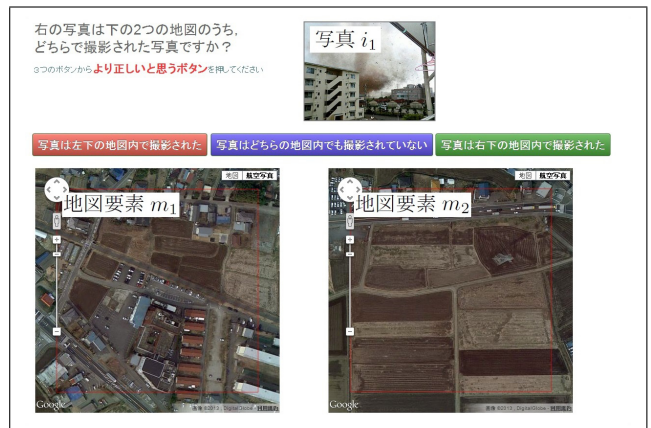 右の写真は下の2つの地図のうち,
どちらで撮影された写真ですか？
3つのボタンからより正しいと思うボタンを押してください
写真 i₁
写真は左下の地図内で撮影された
写真はどちらの地図内でも撮影されていない
写真は右下の地図内で撮影された
地図 航空写真
地図要素 m₁
地図 航空写真
地図要素 m₂
Google
Google